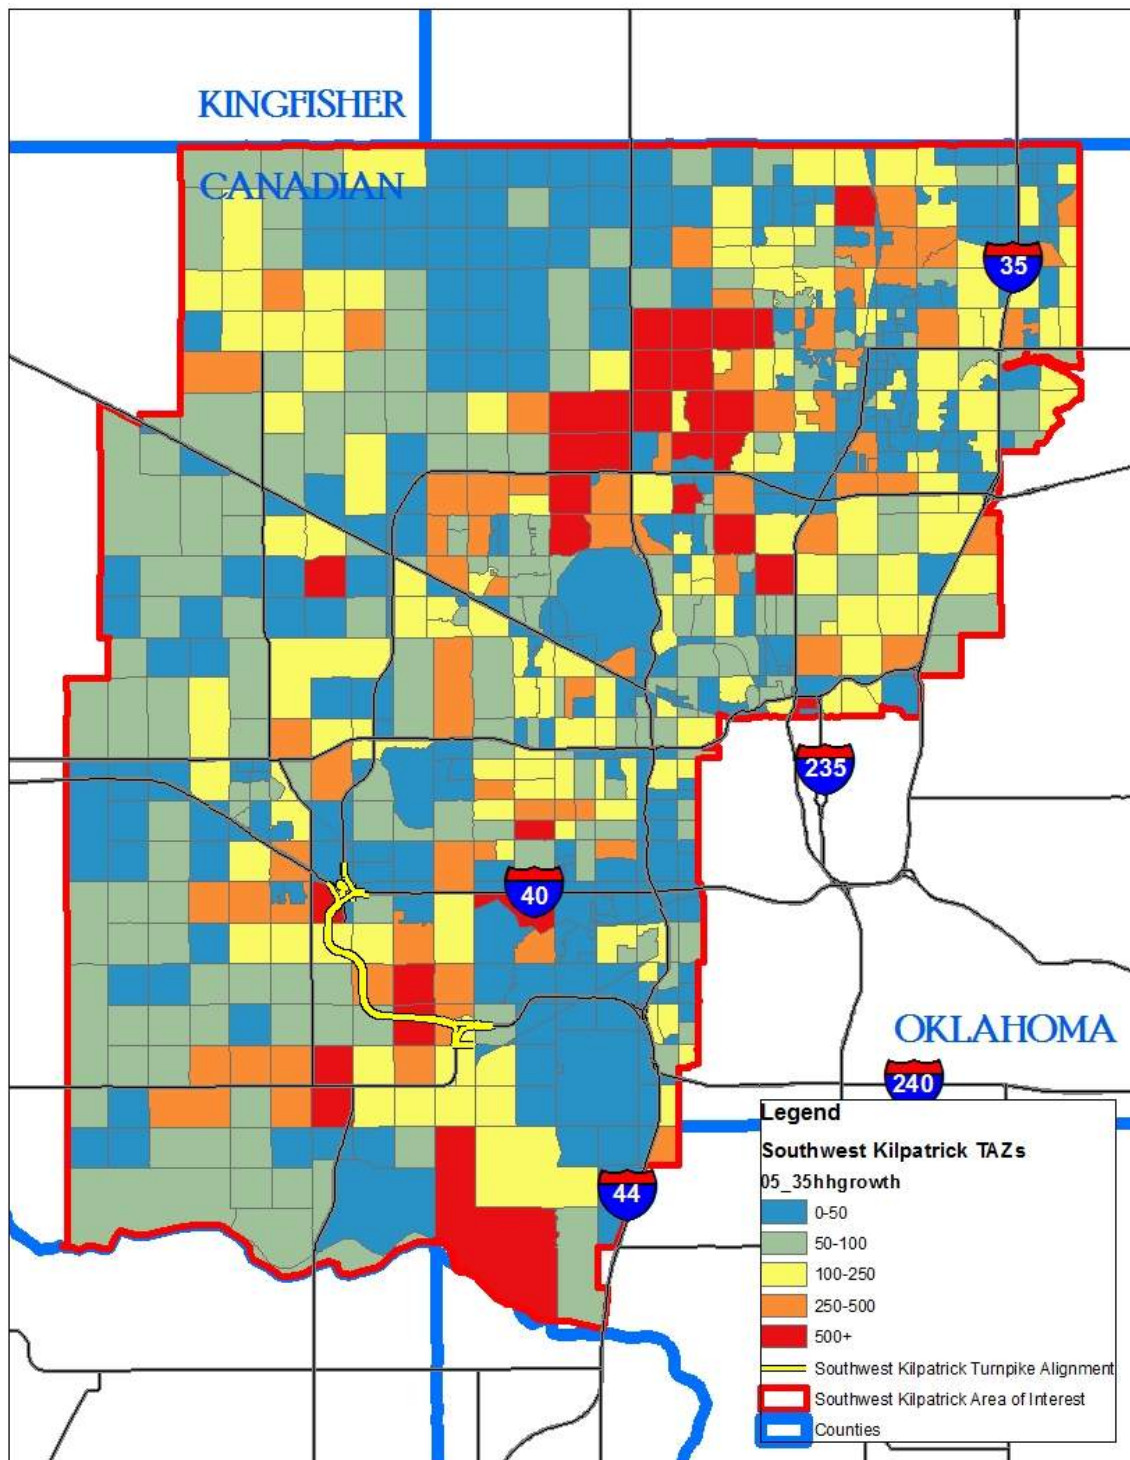 KINGFISHER
CANADIAN
35
235
40
OKLAHOMA
240
44
Legend
Southwest Kilpatrick TAZs
05_35hhgrowth
0-50
50-100
100-250
250-500
500+
Southwest Kilpatrick Turnpike Alignment
Southwest Kilpatrick Area of Interest
Counties